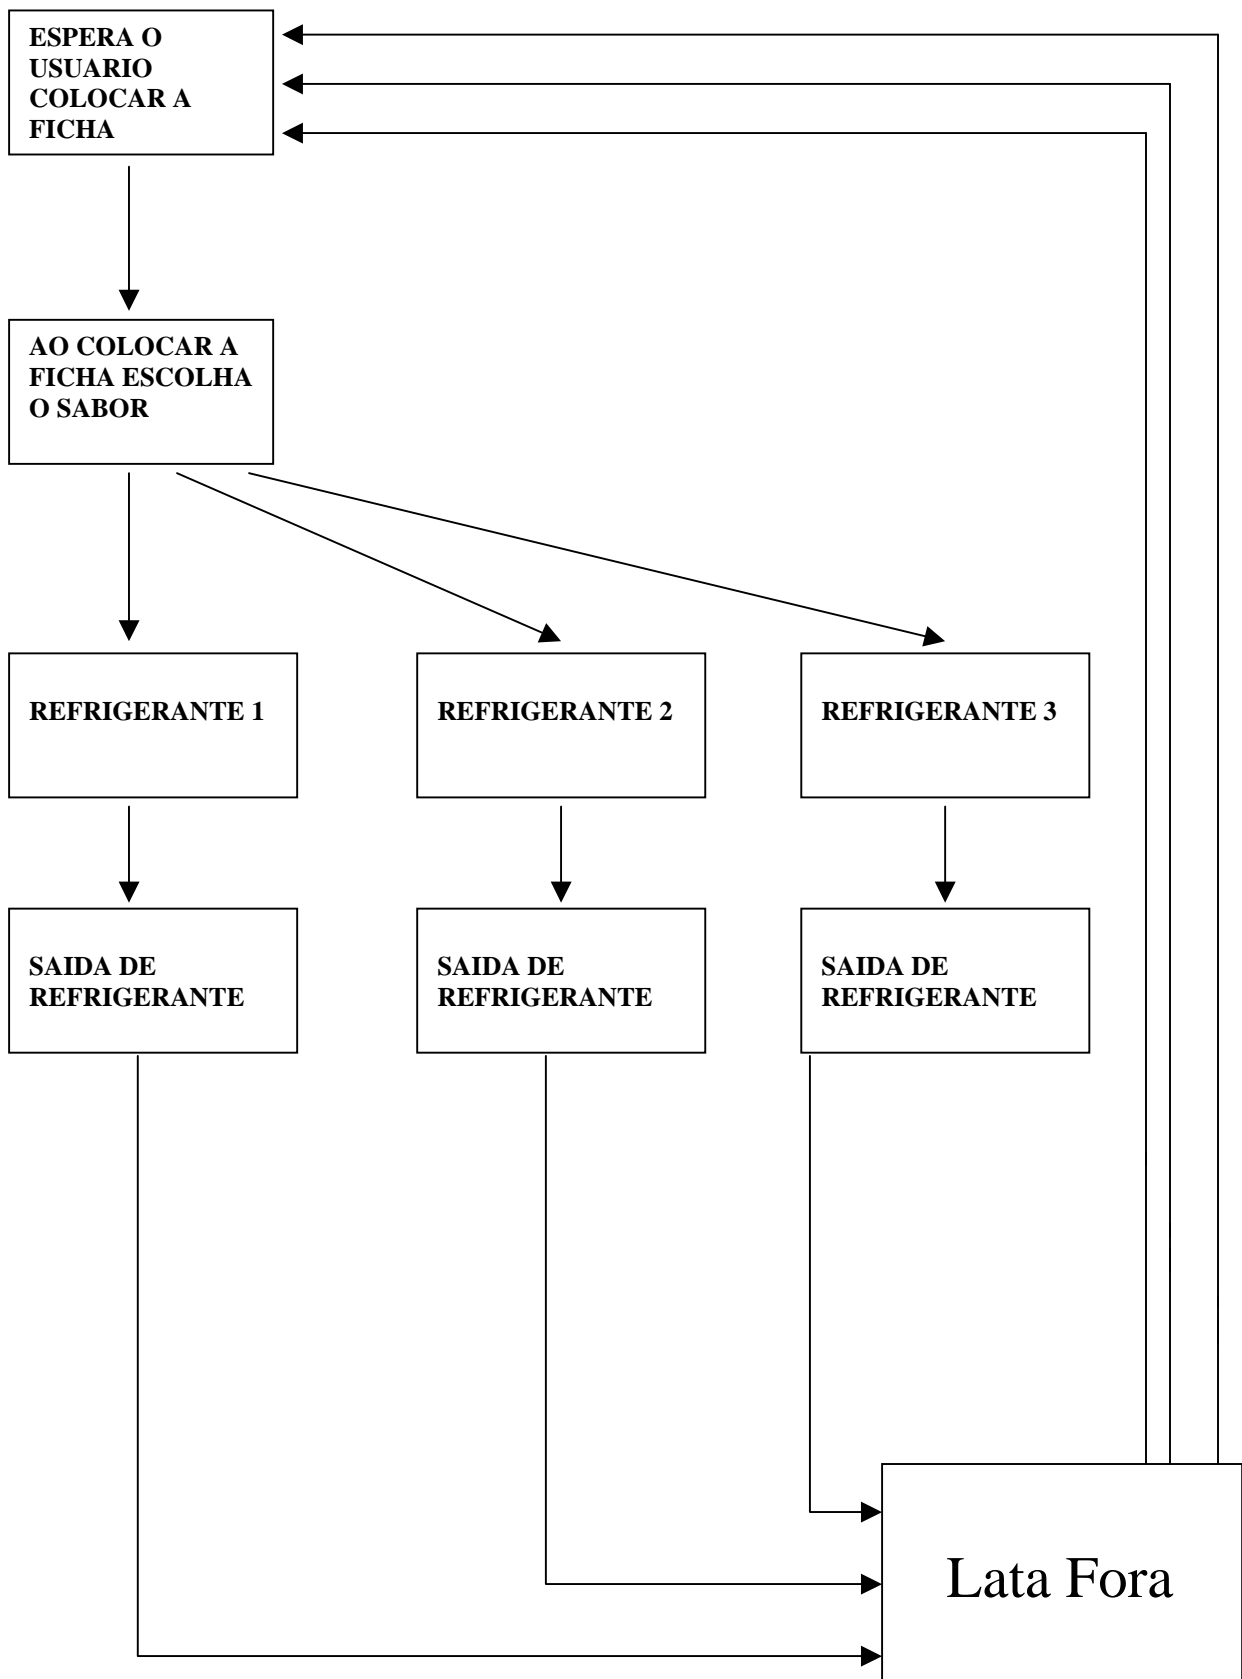 ESPERA O
USUARIO
COLOCAR A
FICHA
AO COLOCAR A
FICHA ESCOLHA
O SABOR
REFRIGERANTE 1
REFRIGERANTE 2
REFRIGERANTE 3
SAIDA DE
REFRIGERANTE
SAIDA DE
REFRIGERANTE
SAIDA DE
REFRIGERANTE
Lata Fora